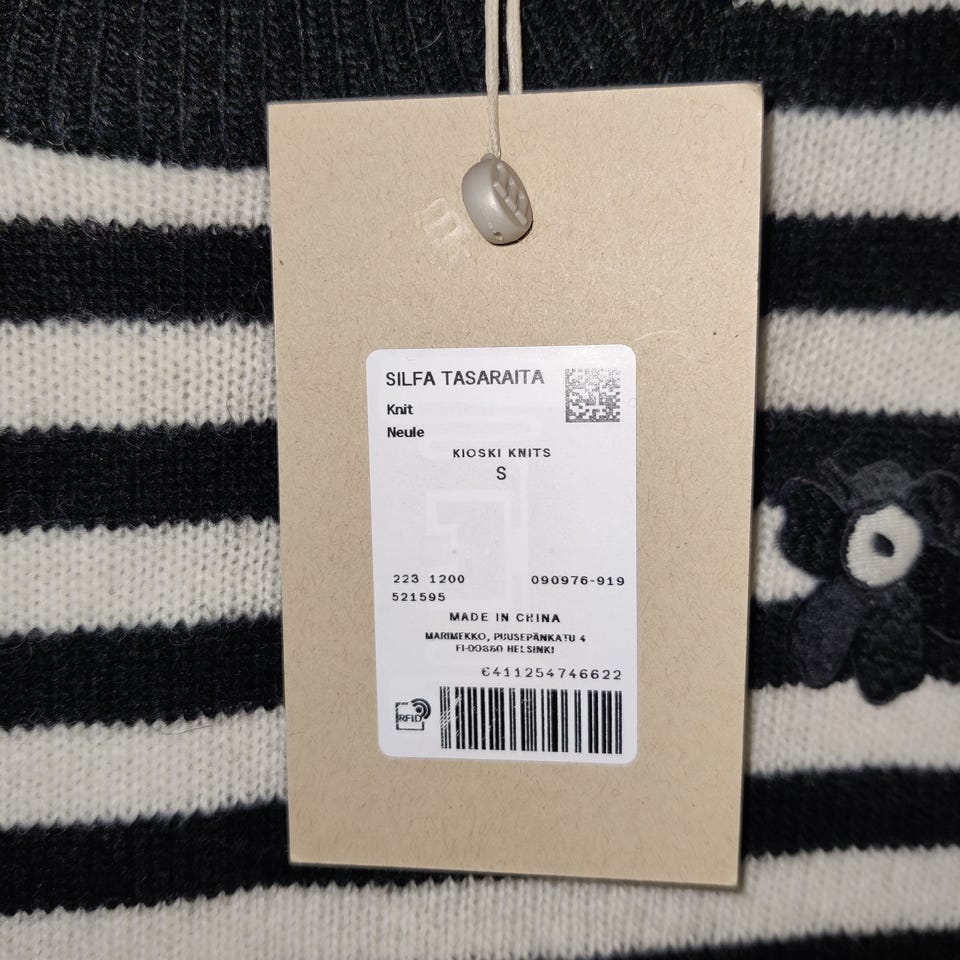 SILFA TASARAITA
Knit
Neule
KIOSKI KNITS
S
223 1200 090976-919
521595
MADE IN CHINA
MARIMEKKO, PUUSEPÄNKATU 4
FI-00880 HELSINKI
6411254746622
RFID